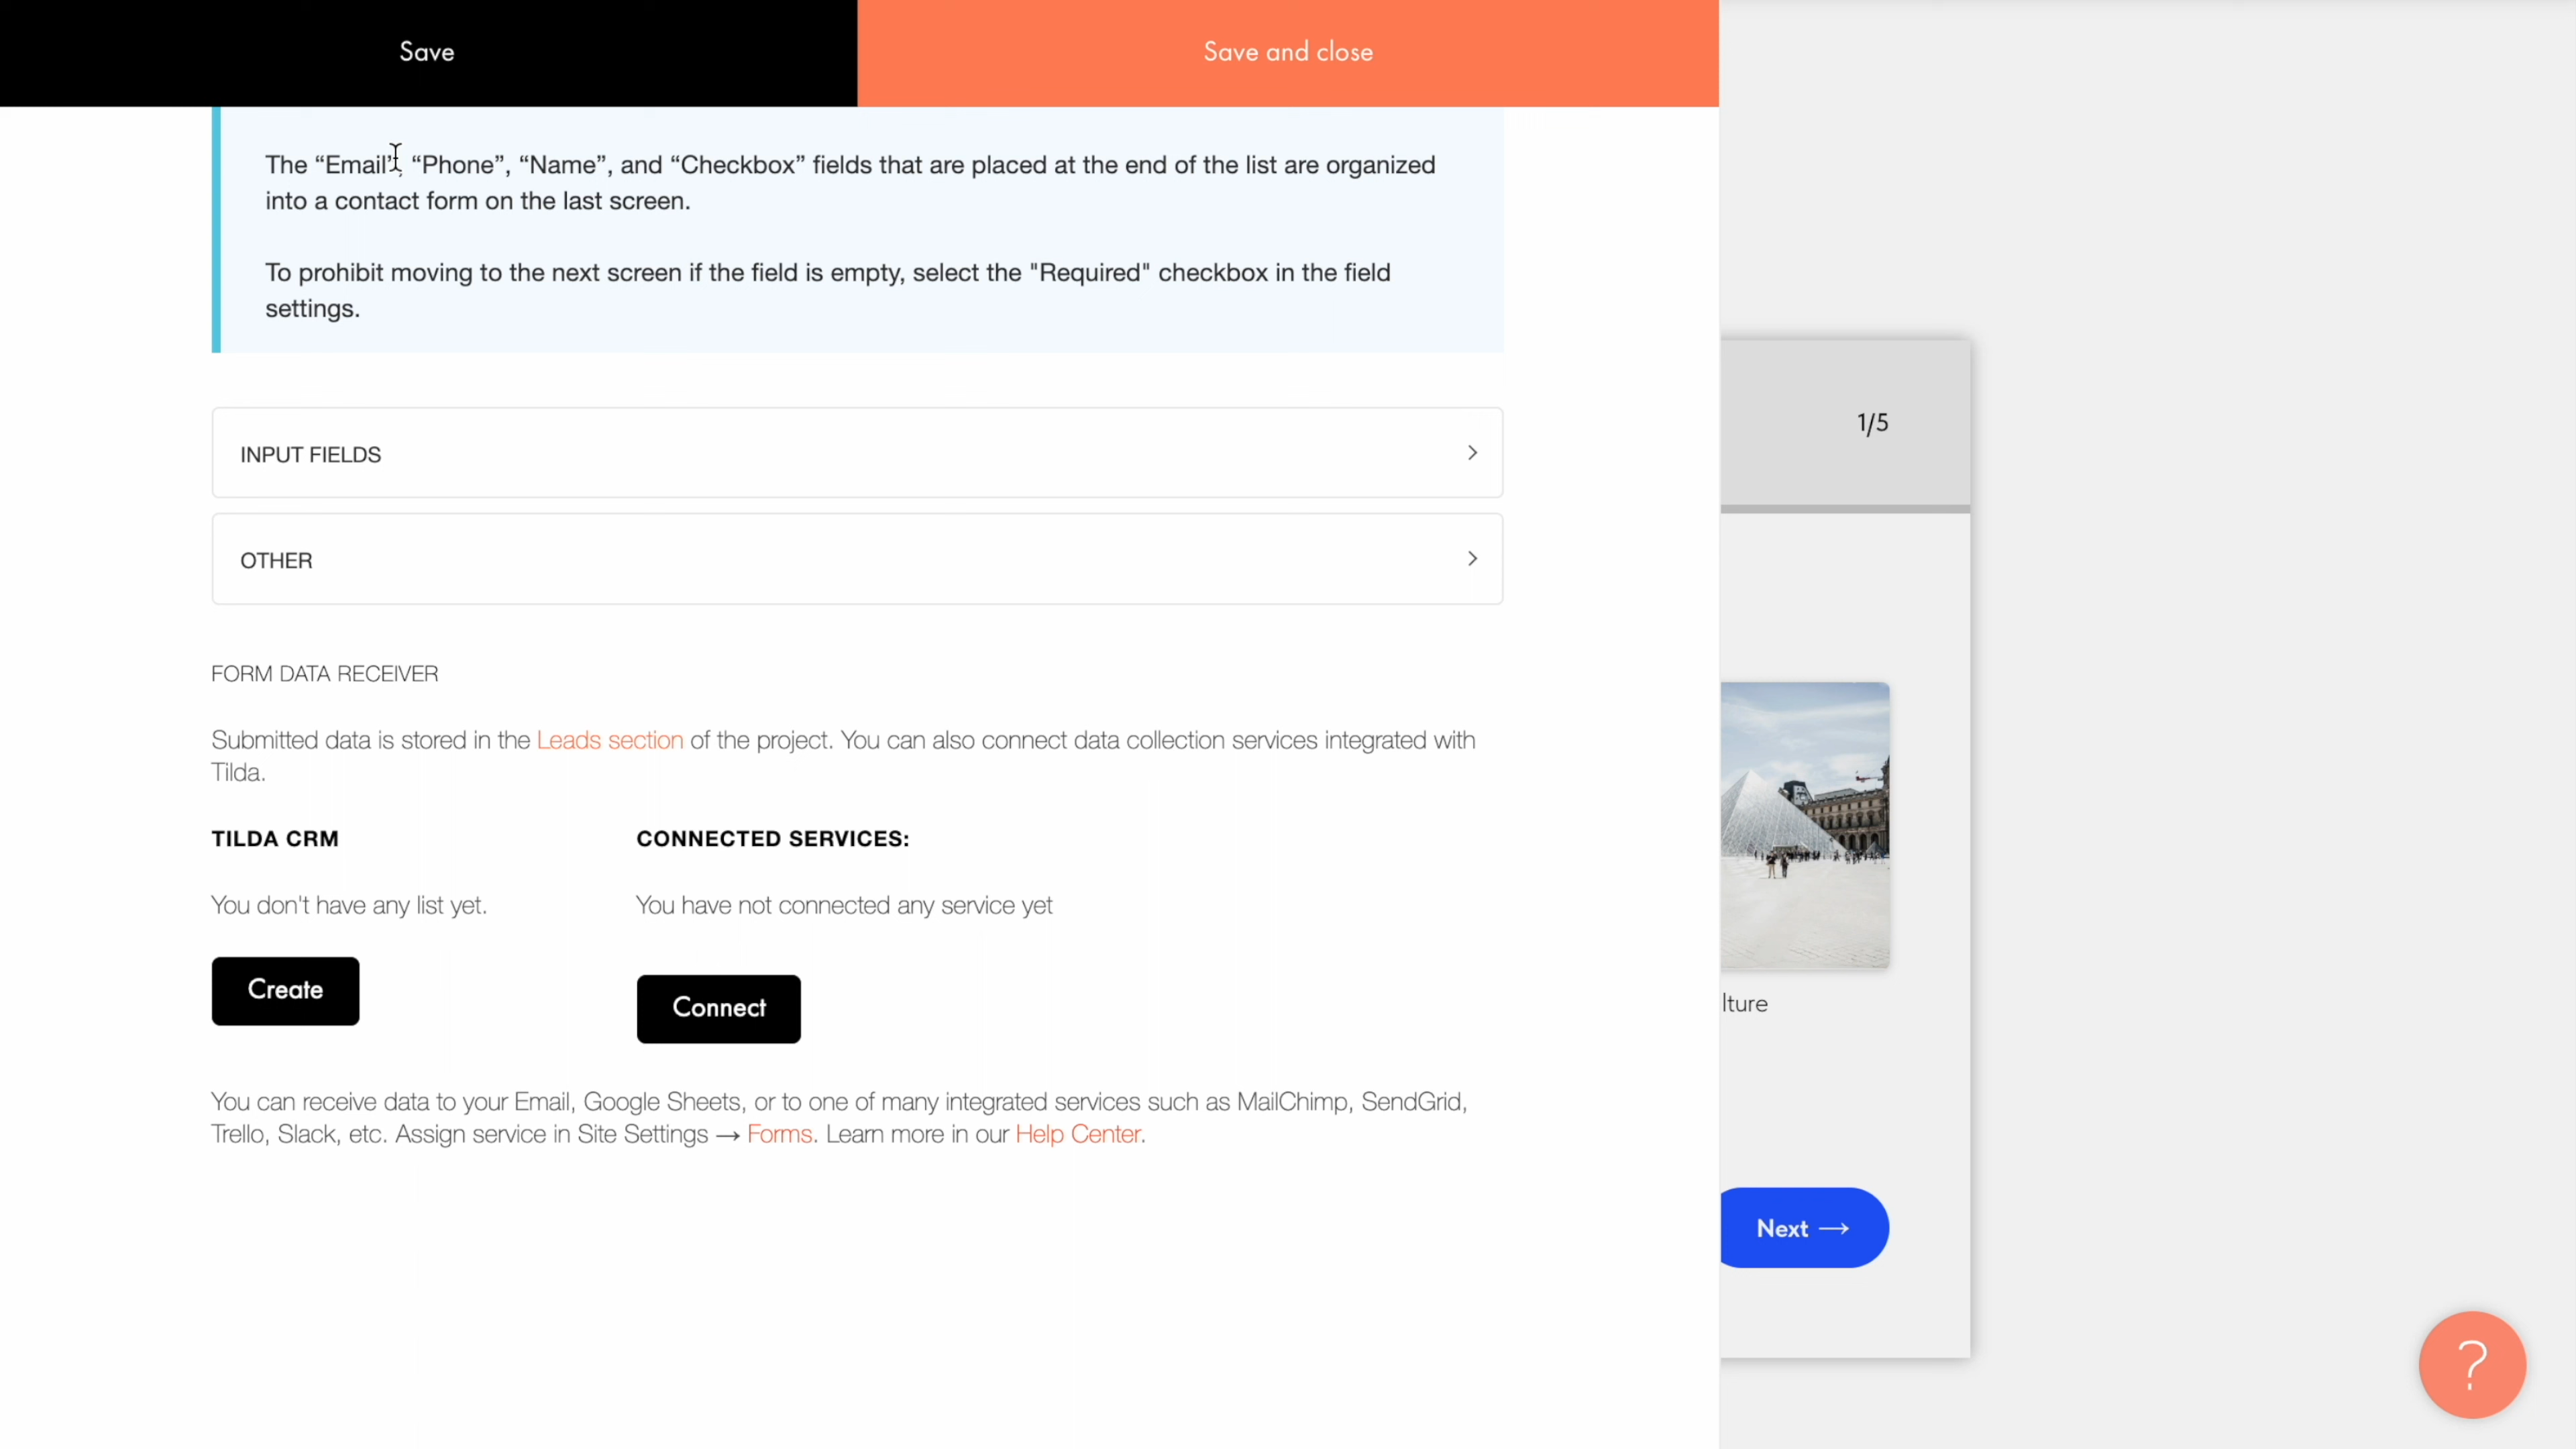 Save
Save and close
The “Email”, “Phone”, “Name”, and “Checkbox” fields that are placed at the end of the list are organized
into a contact form on the last screen.
To prohibit moving to the next screen if the field is empty, select the "Required" checkbox in the field
settings.
1/5
INPUT FIELDS
OTHER
FORM DATA RECEIVER
Submitted data is stored in the Leads section of the project. You can also connect data collection services integrated with
Tilda.
TILDA CRM
CONNECTED SERVICES:
You don't have any list yet.
You have not connected any service yet
Create
Connect
lture
You can receive data to your Email, Google Sheets, or to one of many integrated services such as MailChimp, SendGrid,
Trello, Slack, etc. Assign service in Site Settings → Forms. Learn more in our Help Center.
Next →
?